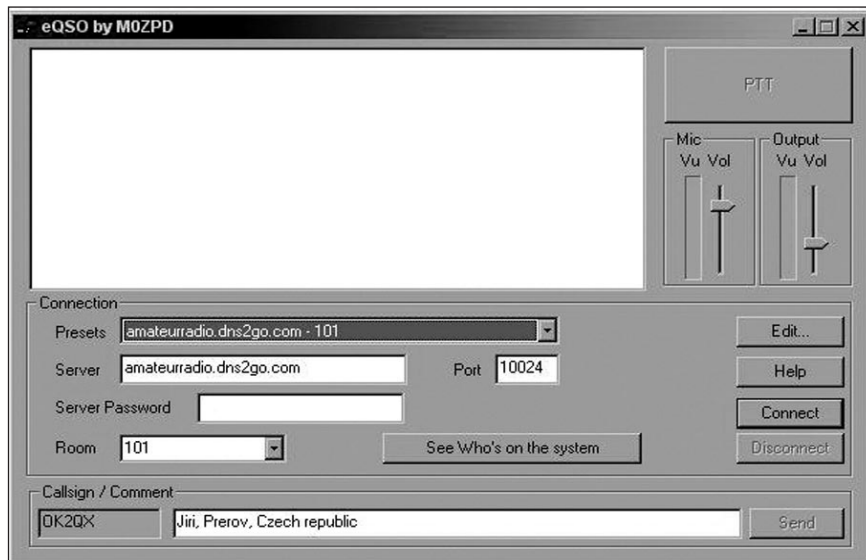 eQSO by M0ZPD
PTT
Mic
Output
Vu Vol
Vu Vol
Connection
Presets
amateurradio.dns2go.com - 101
Edit...
Server
amateurradio.dns2go.com
Port
10024
Help
Server Password
Connect
Room
101
See Who's on the system
Disconnect
Callsign / Comment
OK2QX
Jiri, Prerov, Czech republic
Send